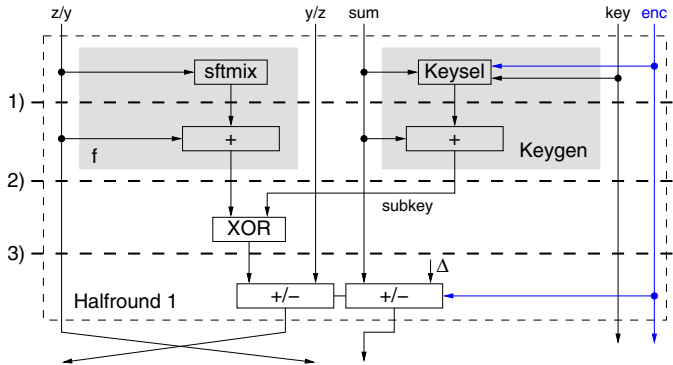 z/y y/z sum key enc
sftmix Keysel
1)
+ +
f Keygen
2)
subkey
XOR
3)
Δ
+/− +/−
Halfround 1